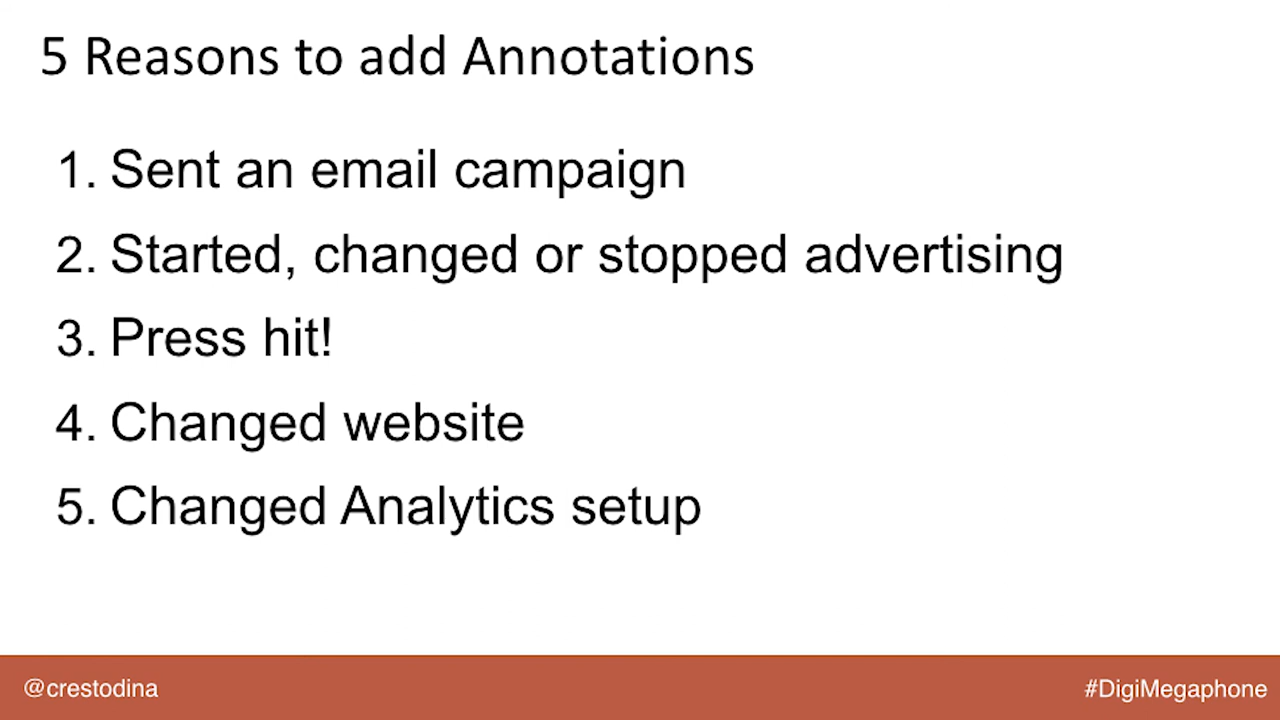 5 Reasons to add Annotations
1. Sent an email campaign
2. Started, changed or stopped advertising
3. Press hit!
4. Changed website
5. Changed Analytics setup
@crestodina
#DigiMegaphone